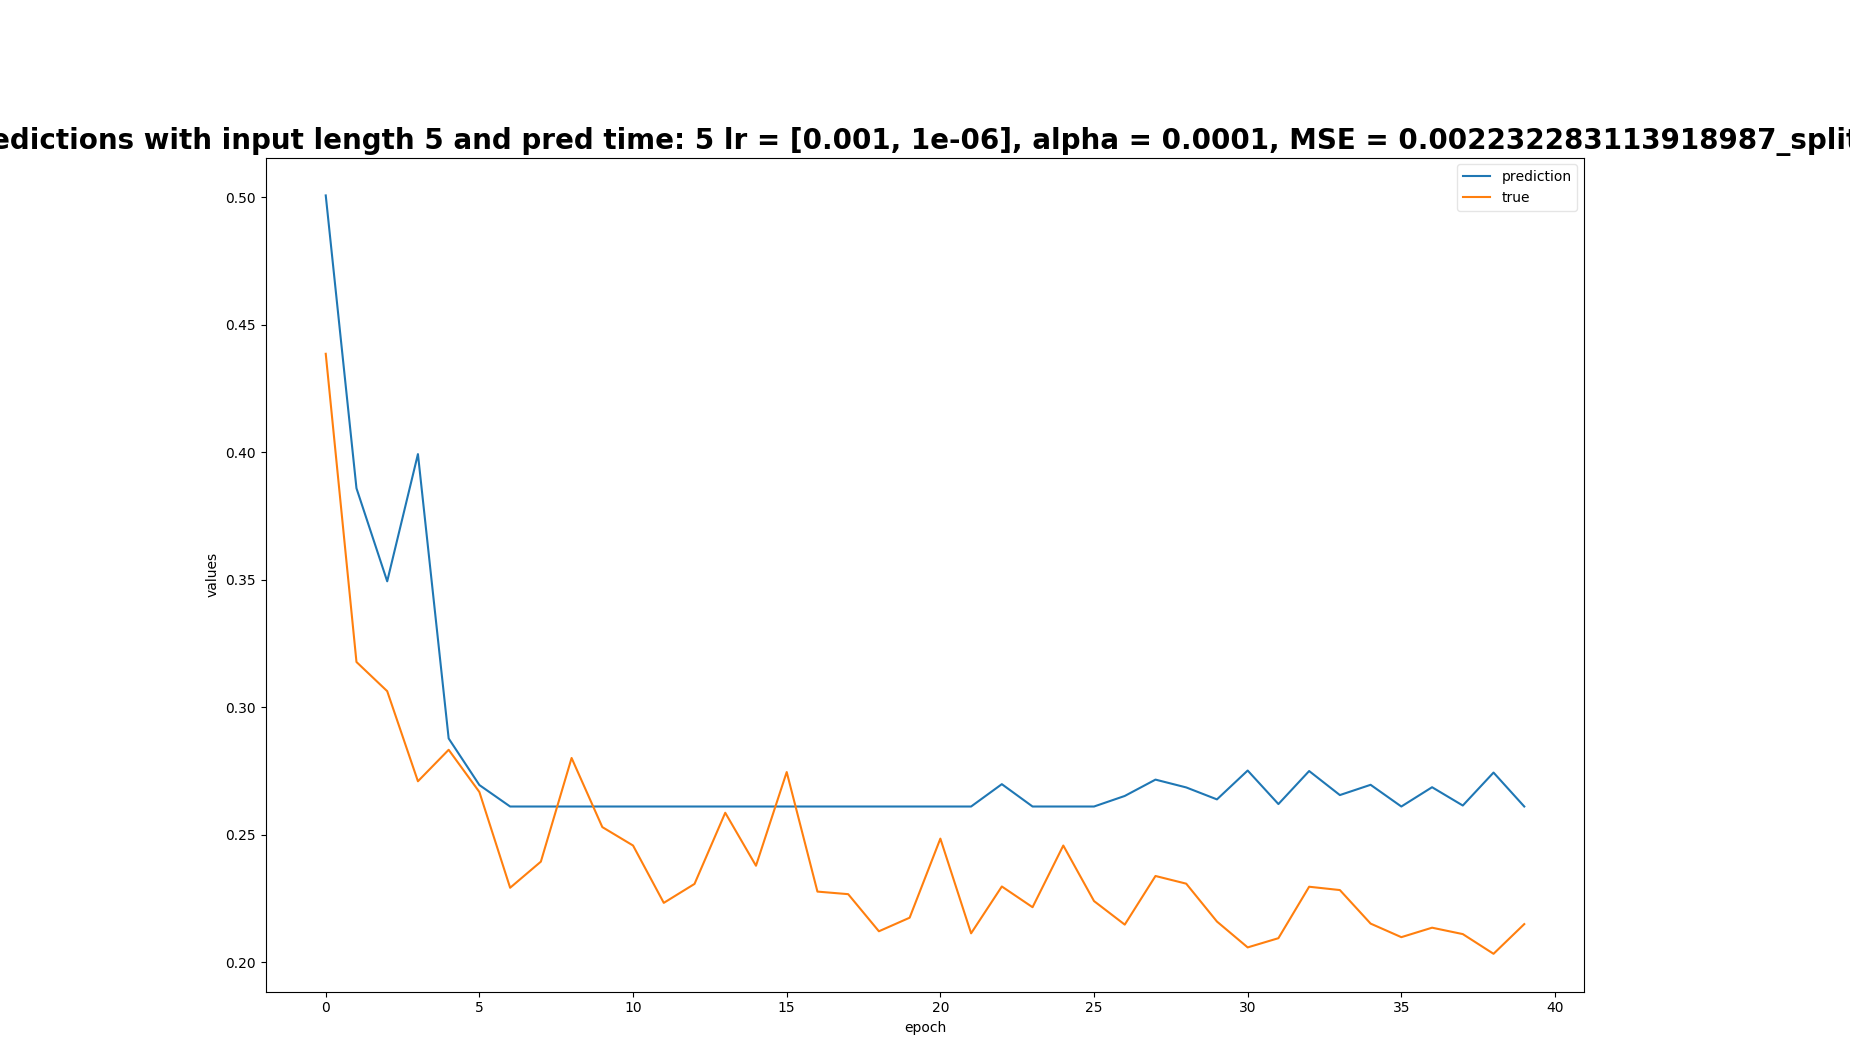 edictions with input length 5 and pred time: 5 lr = [0.001, 1e-06], alpha = 0.0001, MSE = 0.002232283113918987_split
prediction
true
0.50
0.45
0.40
0.35
0.30
0.25
0.20
values
0 5 10 15 20 25 30 35 40
epoch